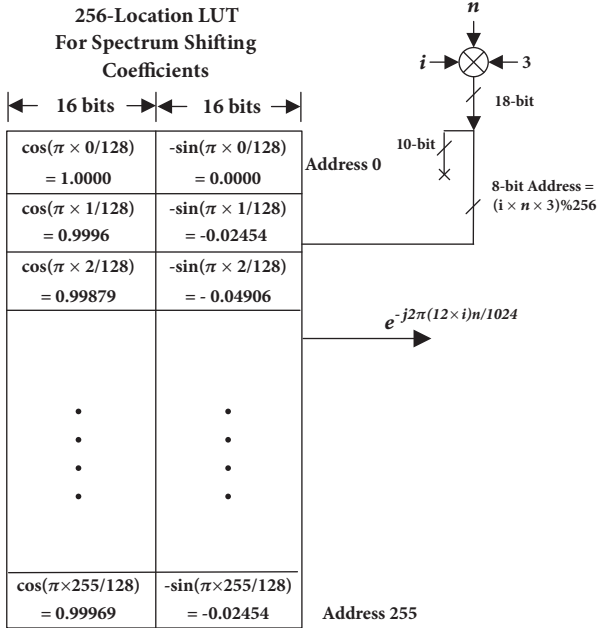 256-Location LUT
For Spectrum Shifting
Coefficients
16 bits
16 bits
n
i
3
18-bit
10-bit
8-bit Address =
(i × n × 3)%256
cos(π × 0/128)
= 1.0000
-sin(π × 0/128)
= 0.0000
Address 0
cos(π × 1/128)
= 0.9996
-sin(π × 1/128)
= -0.02454
cos(π × 2/128)
= 0.99879
-sin(π × 2/128)
= - 0.04906
e^-j2π(12×i)n/1024
cos(π×255/128)
= 0.99969
-sin(π×255/128)
= -0.02454
Address 255